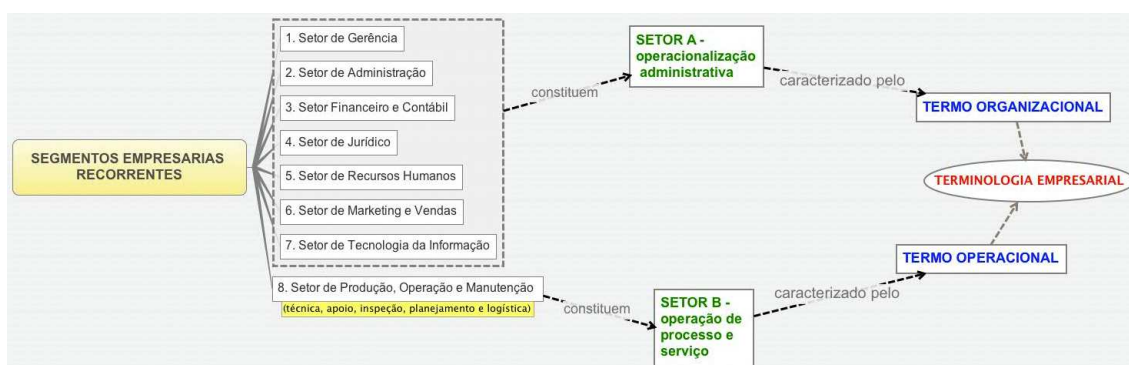 SEGMENTOS EMPRESARIAS
RECORRENTES
1. Setor de Gerência
2. Setor de Administração
3. Setor Financeiro e Contábil
4. Setor de Jurídico
5. Setor de Recursos Humanos
6. Setor de Marketing e Vendas
7. Setor de Tecnologia da Informação
8. Setor de Produção, Operação e Manutenção
(técnica, apoio, inspeção, planejamento e logística)
constituem
SETOR A -
operacionalização
administrativa
caracterizado pelo
TERMO ORGANIZACIONAL
TERMINOLOGIA EMPRESARIAL
constituem
SETOR B -
operação de
processo e
serviço
caracterizado pelo
TERMO OPERACIONAL